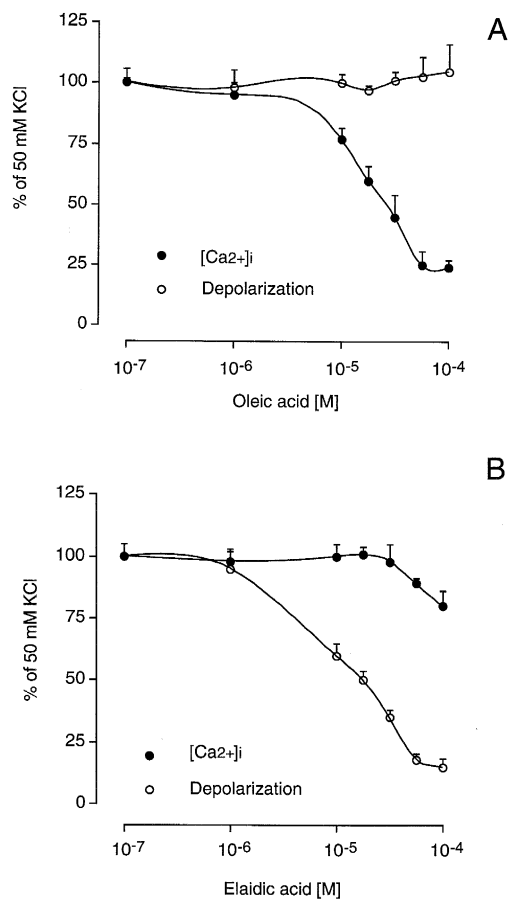 A
125
100
75
50
25
0
% of 50 mM KCl
[Ca2+]i
Depolarization
10-7 10-6 10-5 10-4
Oleic acid [M]
B
125
100
75
50
25
0
% of 50 mM KCl
[Ca2+]i
Depolarization
10-7 10-6 10-5 10-4
Elaidic acid [M]